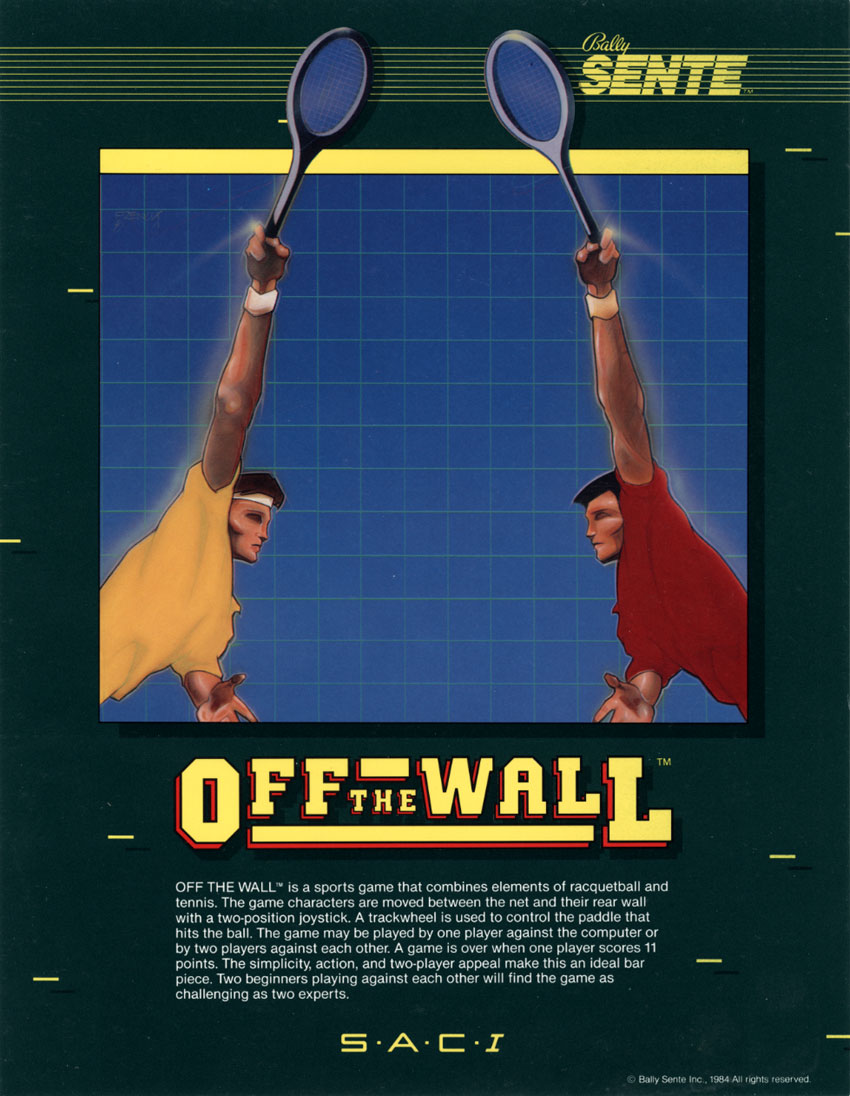 Bally
SENTE™
OFF THE WALL™
OFF THE WALL™ is a sports game that combines elements of racquetball and
tennis. The game characters are moved between the net and their rear wall
with a two-position joystick. A trackwheel is used to control the paddle that
hits the ball. The game may be played by one player against the computer or
by two players against each other. A game is over when one player scores 11
points. The simplicity, action, and two-player appeal make this an ideal bar
piece. Two beginners playing against each other will find the game as
challenging as two experts.
S·A·C·I
© Bally Sente Inc., 1984 All rights reserved.